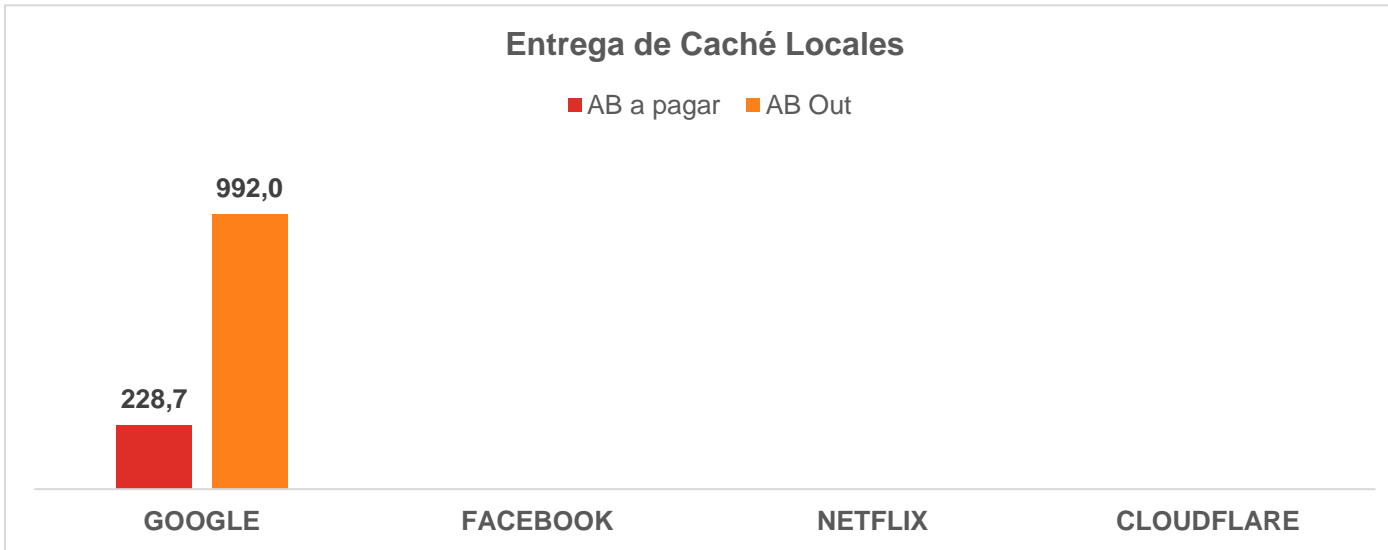 Entrega de Caché Locales
AB a pagar AB Out
992,0
228,7
GOOGLE FACEBOOK NETFLIX CLOUDFLARE